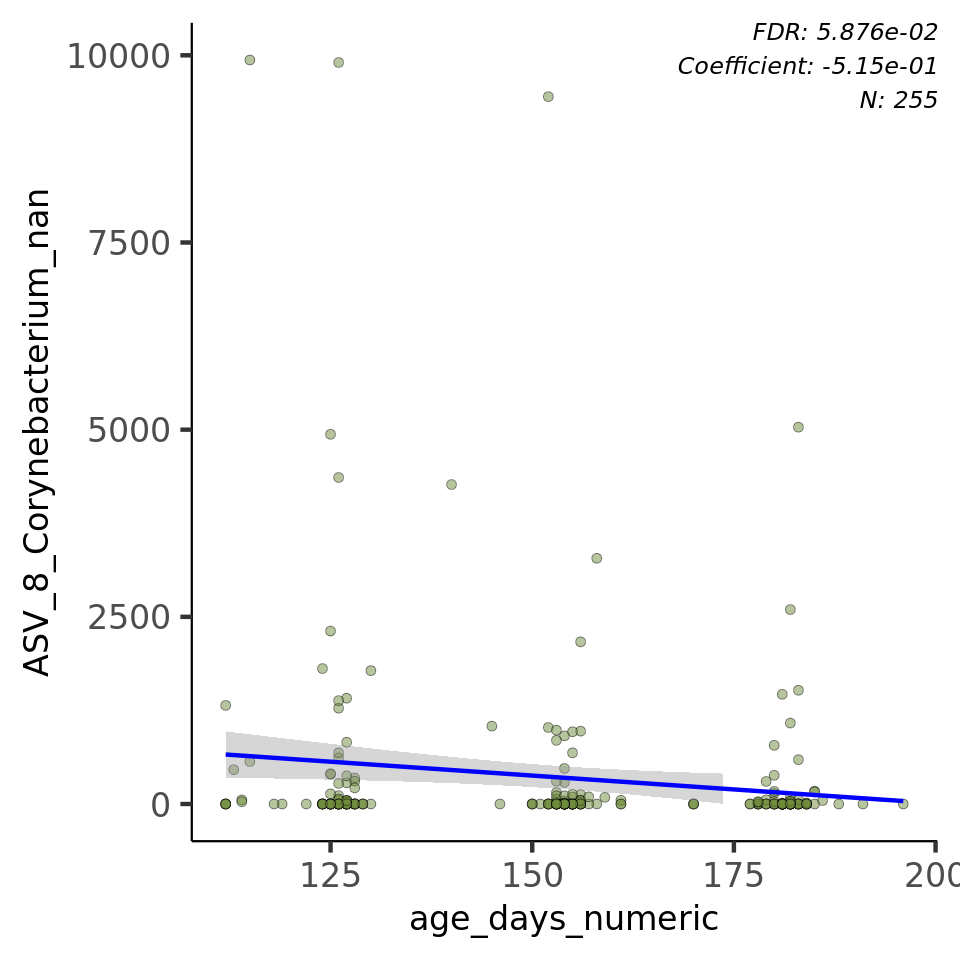 FDR: 5.876e-02
Coefficient: -5.15e-01
N: 255
10000
7500
5000
2500
0
ASV_8_Corynebacterium_nan
125 150 175 200
age_days_numeric